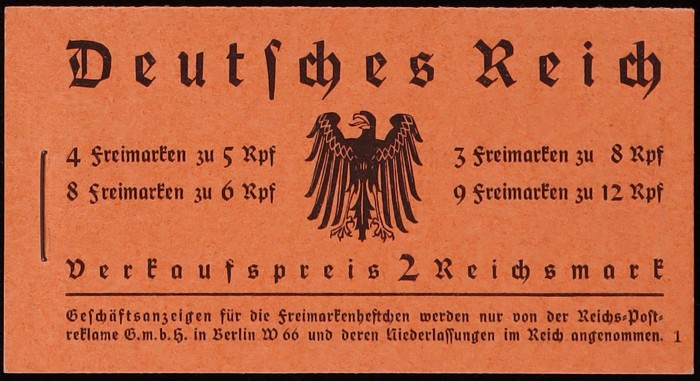 Deutsches Reich
4 Freimarken zu 5 Rpf
3 Freimarken zu 8 Rpf
8 Freimarken zu 6 Rpf
9 Freimarken zu 12 Rpf
Verkaufspreis 2 Reichsmark
Geschäftsanzeigen für die Freimarkenheftchen werden nur von der Reichs-Post-
reklame G.m.b.H. in Berlin W 66 und deren Niederlassungen im Reich angenommen. 1